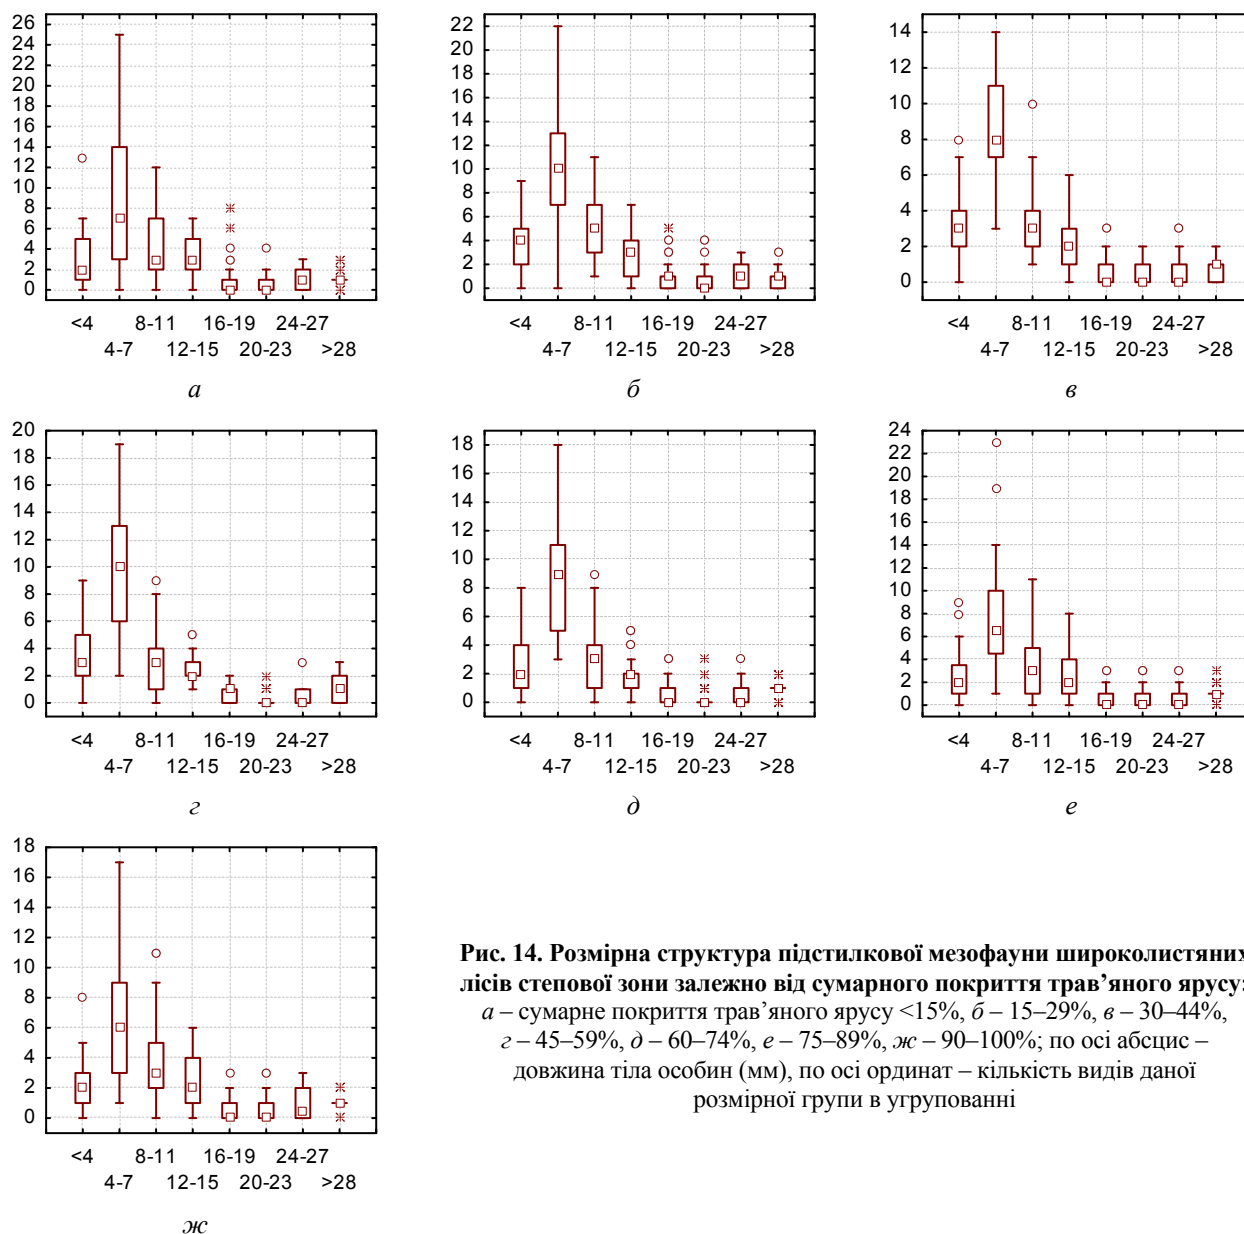 26
24
22
20
18
16
14
12
10
8
6
4
2
0
<4 8-11 16-19 24-27
4-7 12-15 20-23 >28
а
22
20
18
16
14
12
10
8
6
4
2
0
<4 8-11 16-19 24-27
4-7 12-15 20-23 >28
б
14
12
10
8
6
4
2
0
<4 8-11 16-19 24-27
4-7 12-15 20-23 >28
в
20
18
16
14
12
10
8
6
4
2
0
<4 8-11 16-19 24-27
4-7 12-15 20-23 >28
г
18
16
14
12
10
8
6
4
2
0
<4 8-11 16-19 24-27
4-7 12-15 20-23 >28
д
24
22
20
18
16
14
12
10
8
6
4
2
0
<4 8-11 16-19 24-27
4-7 12-15 20-23 >28
е
18
16
14
12
10
8
6
4
2
0
<4 8-11 16-19 24-27
4-7 12-15 20-23 >28
ж
Рис. 14. Розмірна структура підстилкової мезофауни широколистяних
лісів степової зони залежно від сумарного покриття трав’яного ярусу:
а – сумарне покриття трав’яного ярусу <15%, б – 15–29%, в – 30–44%,
г – 45–59%, д – 60–74%, е – 75–89%, ж – 90–100%; по осі абсцис –
довжина тіла особин (мм), по осі ординат – кількість видів даної
розмірної групи в угрупованні